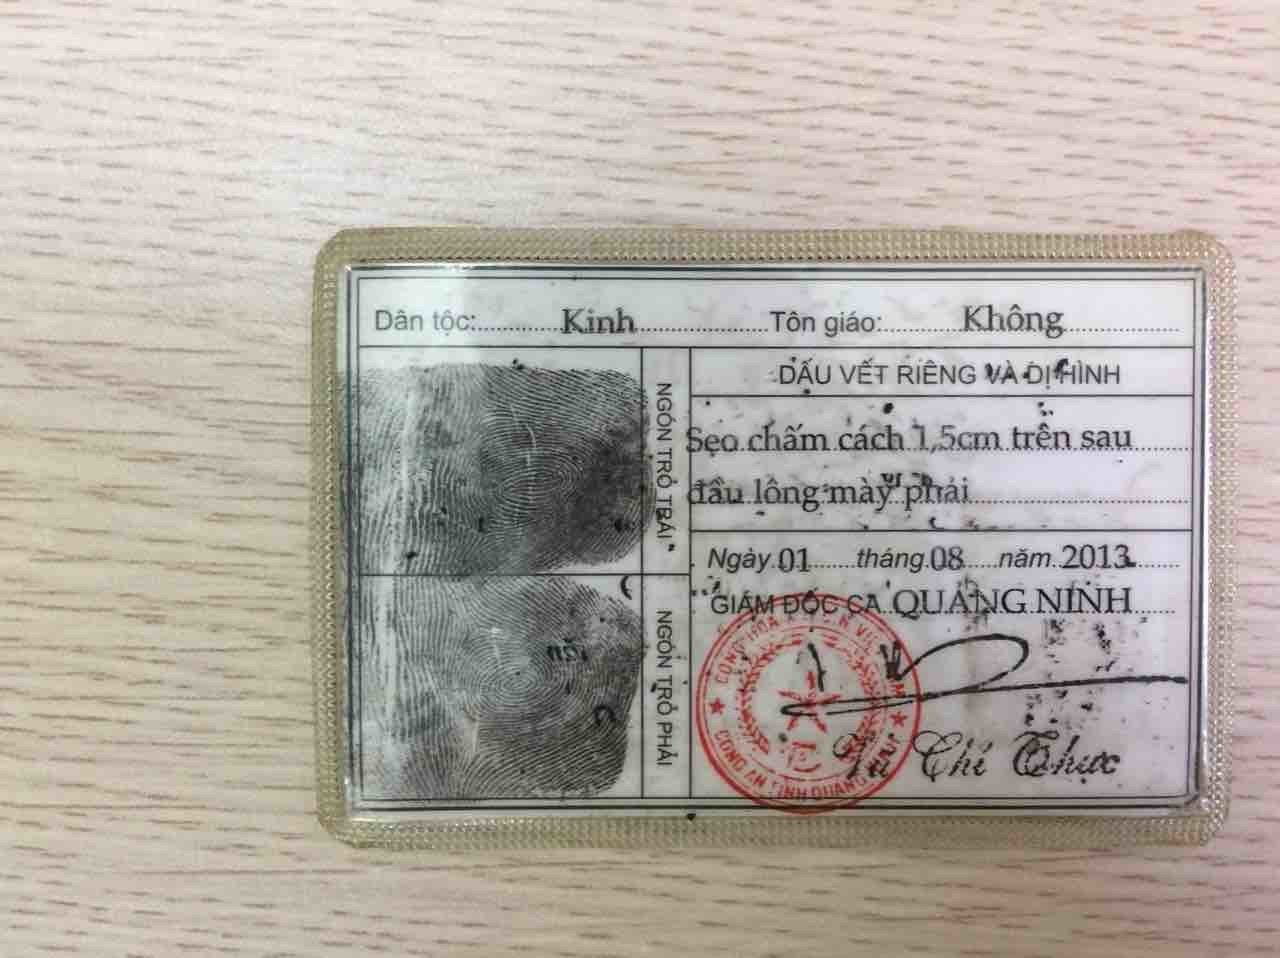 Dân tộc: Kinh Tôn giáo: Không
DẤU VẾT RIÊNG VÀ DỊ HÌNH
Sẹo chấm cách 1,5cm trên sau
đầu lông mày phải
NGÓN TRỎ TRÁI
NGÓN TRỎ PHẢI
Ngày 01 tháng 08 năm 2013
GIÁM ĐỐC CA QUẢNG NINH
CÔNG AN TỈNH QUẢNG
Vũ Chí Thực